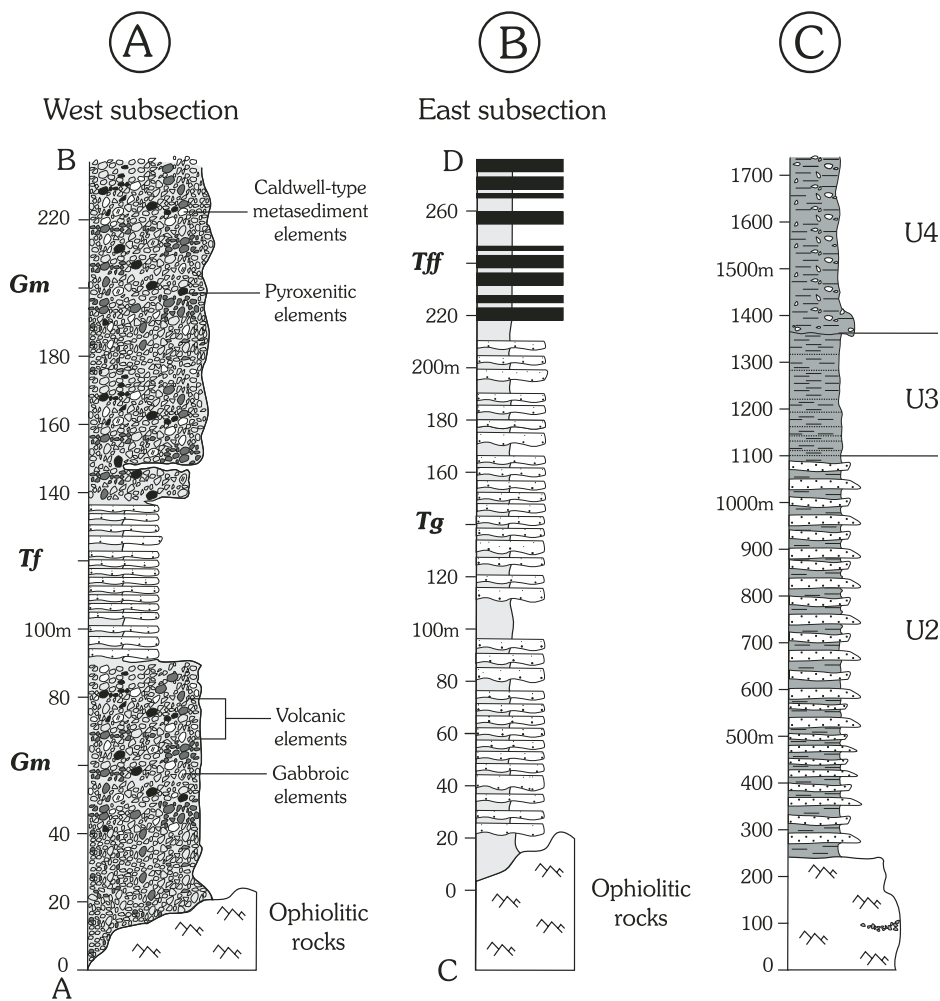 A
B
C
West subsection
East subsection
B
220
Gm
180
160
140
Tf
100m
80
Gm
40
20
0
A
Caldwell-type
metasediment
elements
Pyroxenitic
elements
Volcanic
elements
Gabbroic
elements
Ophiolitic
rocks
D
260
Tff
220
200m
180
160
Tg
120
100m
80
60
40
20
0
C
Ophiolitic
rocks
1700
1600
1500m
1400
1300
1200
1100
1000m
900
800
700
600
500m
400
300
200
100
0
U4
U3
U2